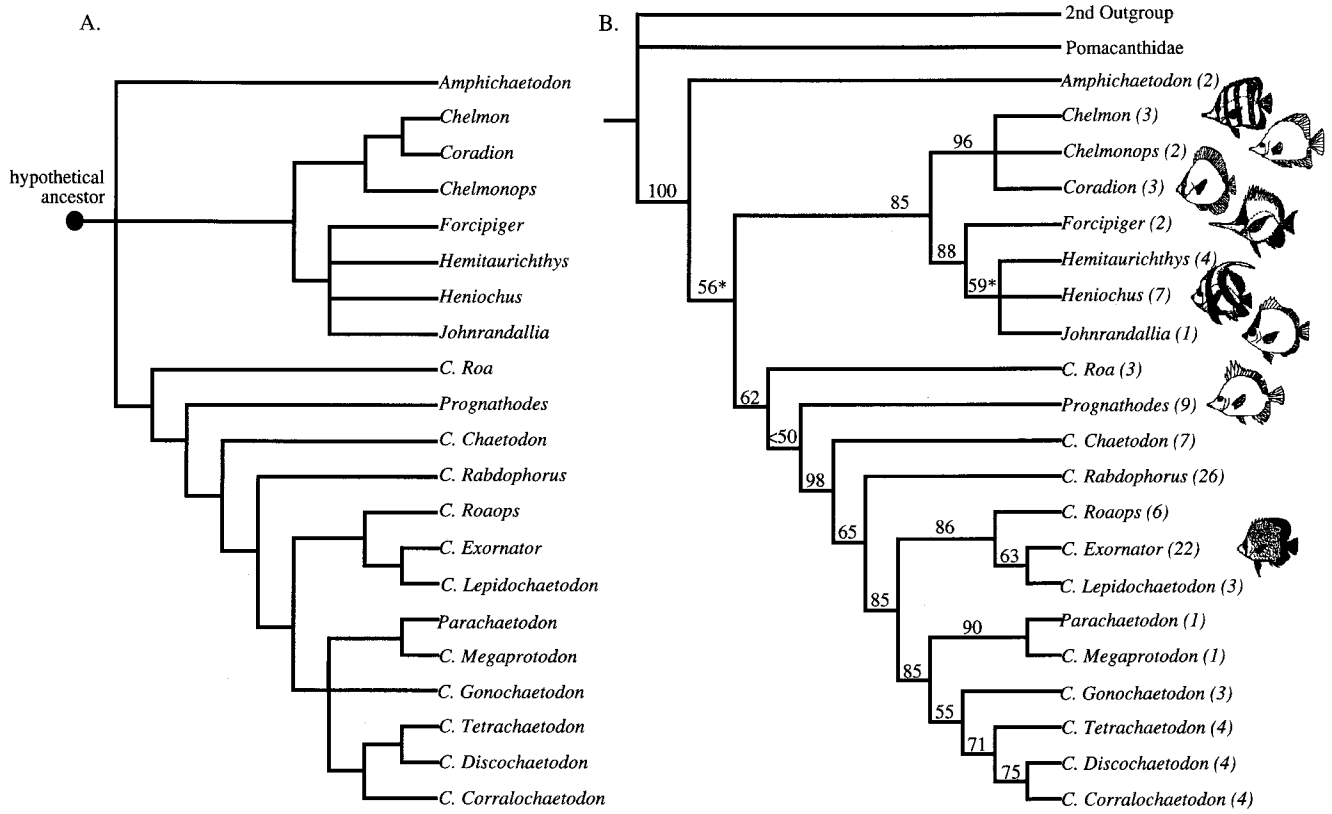 A.
hypothetical
ancestor
Amphichaetodon
Chelmon
Coradion
Chelmonops
Forcipiger
Hemitaurichthys
Heniochus
Johnrandallia
C. Roa
Prognathodes
C. Chaetodon
C. Rabdophorus
C. Roaops
C. Exornator
C. Lepidochaetodon
Parachaetodon
C. Megaprotodon
C. Gonochaetodon
C. Tetrachaetodon
C. Discochaetodon
C. Corralochaetodon
B.
2nd Outgroup
Pomacanthidae
Amphichaetodon (2)
Chelmon (3)
96
Chelmonops (2)
100
Coradion (3)
85
Forcipiger (2)
88
Hemitaurichthys (4)
56*
59*
Heniochus (7)
Johnrandallia (1)
C. Roa (3)
62
Prognathodes (9)
<50
C. Chaetodon (7)
98
C. Rabdophorus (26)
C. Roaops (6)
65
86
C. Exornator (22)
63
C. Lepidochaetodon (3)
85
Parachaetodon (1)
90
C. Megaprotodon (1)
85
C. Gonochaetodon (3)
55
C. Tetrachaetodon (4)
71
C. Discochaetodon (4)
75
C. Corralochaetodon (4)